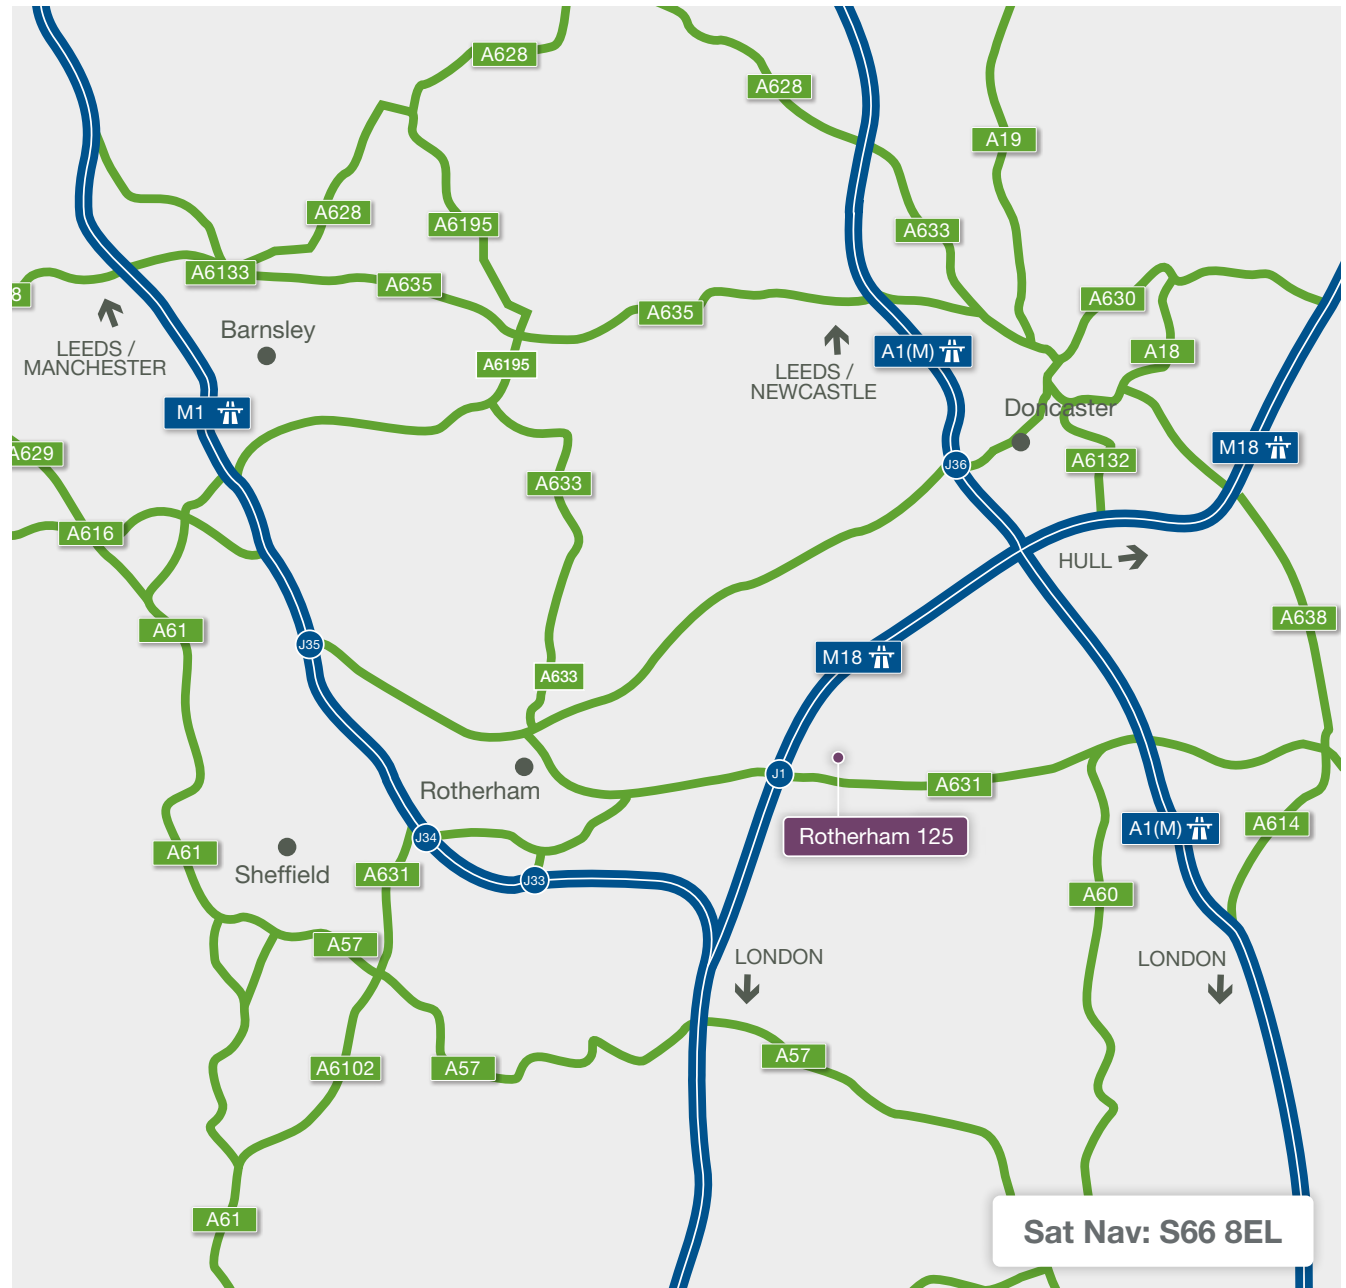 A628
A628
A19
A628
A6195
A633
A6133
A635
8
A635
A630
Barnsley
LEEDS /
MANCHESTER
A6195
A1(M)
A18
LEEDS /
NEWCASTLE
M1
Doncaster
A629
M18
A6132
J36
A633
A616
HULL
A638
A61
J35
M18
A633
Rotherham
J1
A631
Rotherham 125
J34
A1(M)
A614
A61
Sheffield
A631
J33
A60
A57
LONDON
LONDON
A6102
A57
A57
A61
Sat Nav: S66 8EL